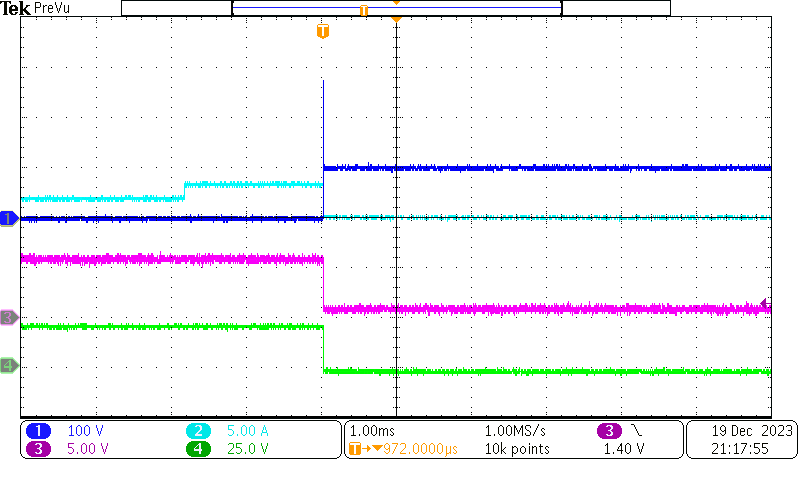 Tek PreVu
T
T
1
3
4
1 100 V 2 5.00 A 1.00ms 1.00MS/s 3 19 Dec 2023
3 5.00 V 4 25.0 V T 972.0000µs 10k points 1.40 V 21:17:55